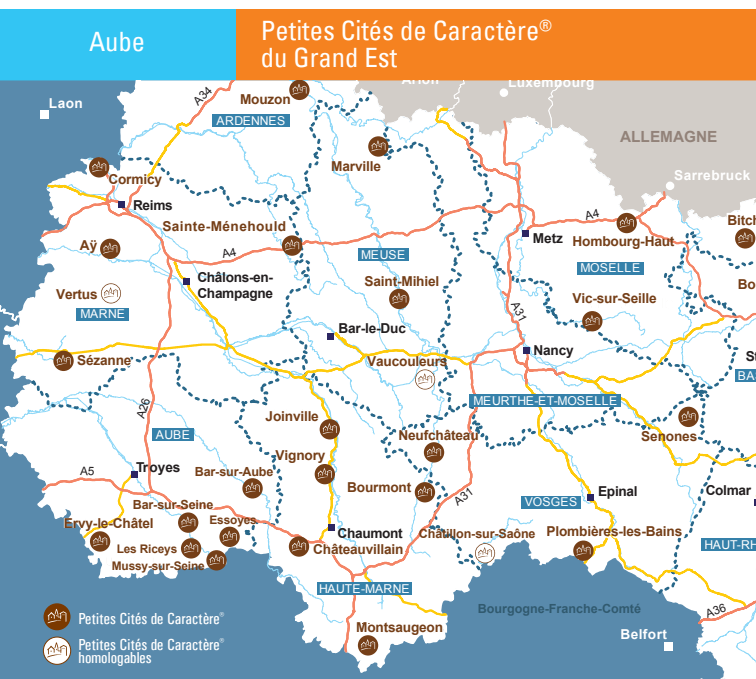 Aube
Petites Cités de Caractère®
du Grand Est
Arlon
Luxembourg
Laon
A34
Mouzon
ARDENNES
ALLEMAGNE
Marville
Sarrebruck
Cormicy
Reims
Sainte-Ménehould
A4
Metz
Hombourg-Haut
Aÿ
A4
MEUSE
MOSELLE
Châlons-en-
Champagne
Saint-Mihiel
Vertus
Vic-sur-Seille
MARNE
A31
Bar-le-Duc
Nancy
Sézanne
Vaucouleurs
A26
MEURTHE-ET-MOSELLE
Joinville
AUBE
Neufchâteau
Senones
Vignory
Troyes
A5
Bar-sur-Aube
Bourmont
A31
Epinal
Colmar
VOSGES
Bar-sur-Seine
Ervy-le-Châtel
Essoyes
Chaumont
Châtillon-sur-Saône
Plombières-les-Bains
Les Riceys
Châteauvillain
HAUT-RH
Mussy-sur-Seine
HAUTE-MARNE
Bourgogne-Franche-Comté
A36
Petites Cités de Caractère®
Montsaugeon
Belfort
Petites Cités de Caractère®
homologables